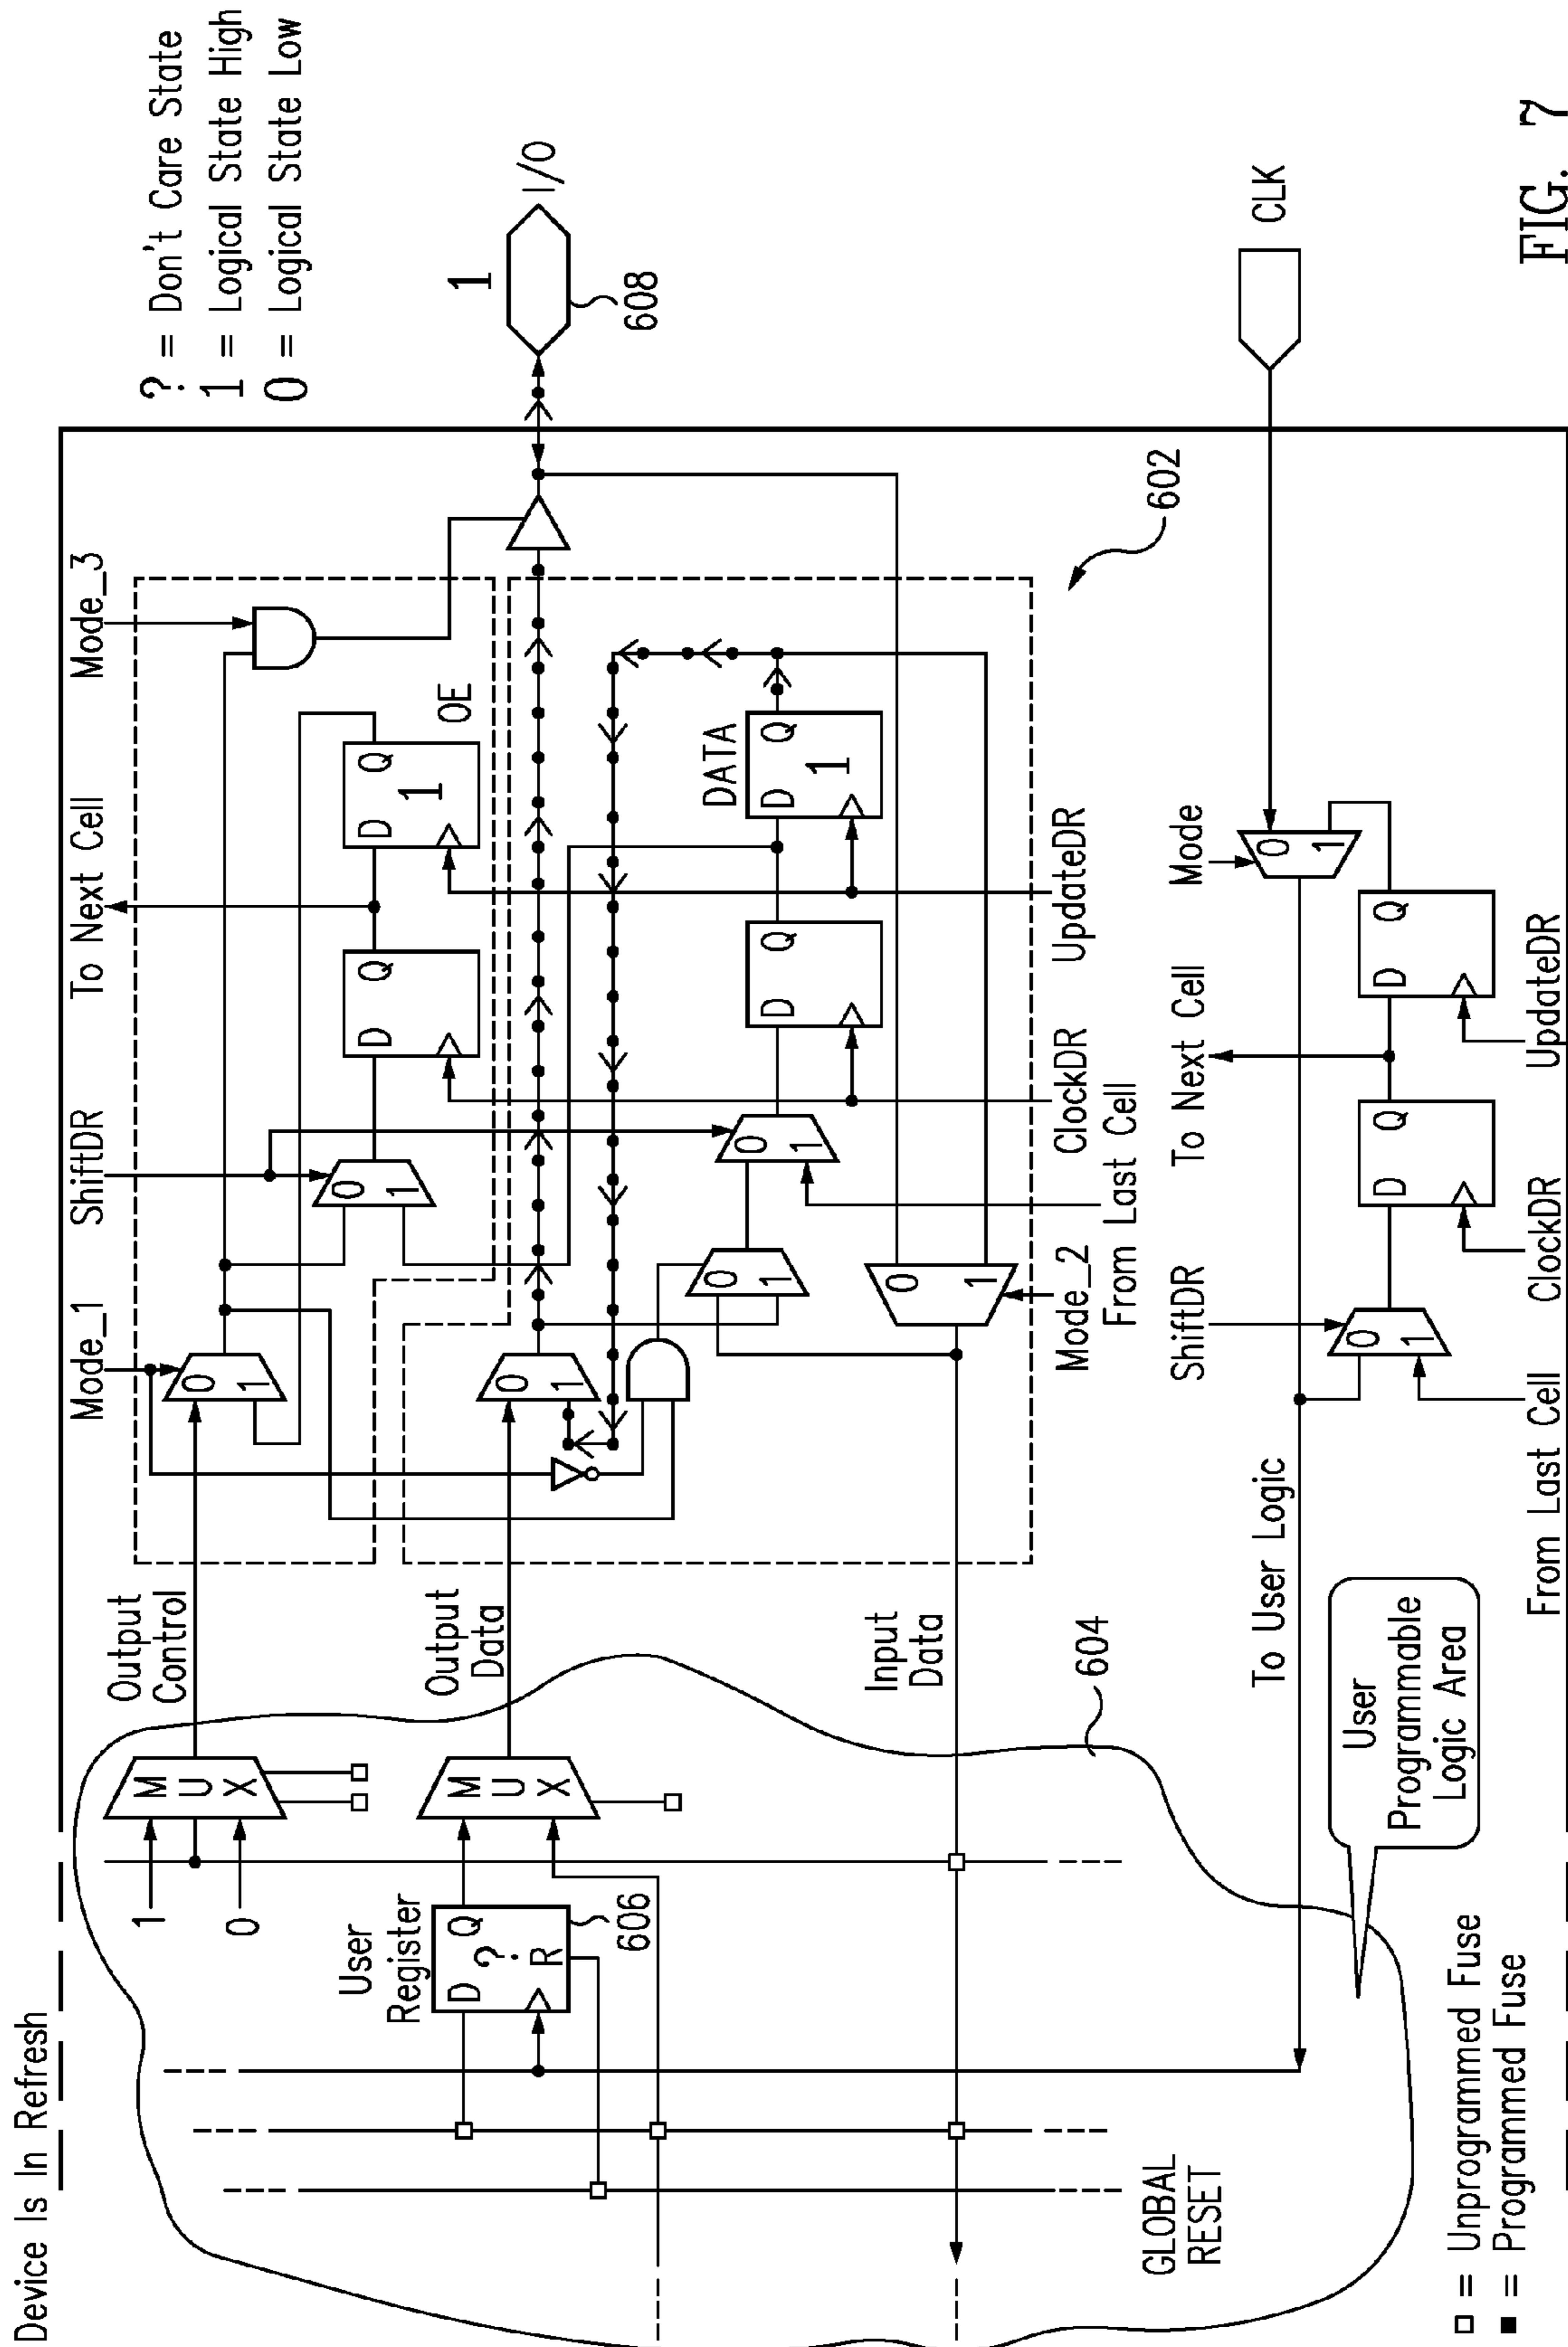 Device Is In Refresh
? = Don't Care State
1 = Logical State High
0 = Logical State Low
Output
Control
Mode_1
ShiftDR
To Next Cell
Mode_3
1
0
M
U
X
0
1
0
1
D
Q
D
Q
1
OE
User
Register
D
Q
?
R
606
M
U
X
Output
Data
0
1
1
I/O
608
DATA
0
1
0
1
D
Q
D
Q
1
Input
Data
0
1
602
604
Mode_2
From Last Cell
ClockDR
UpdateDR
GLOBAL
RESET
To User Logic
ShiftDR
To Next Cell
Mode
CLK
0
1
User
Programmable
Logic Area
0
1
D
Q
D
Q
From Last Cell
ClockDR
UpdateDR
□ = Unprogrammed Fuse
■ = Programmed Fuse
FIG. 7